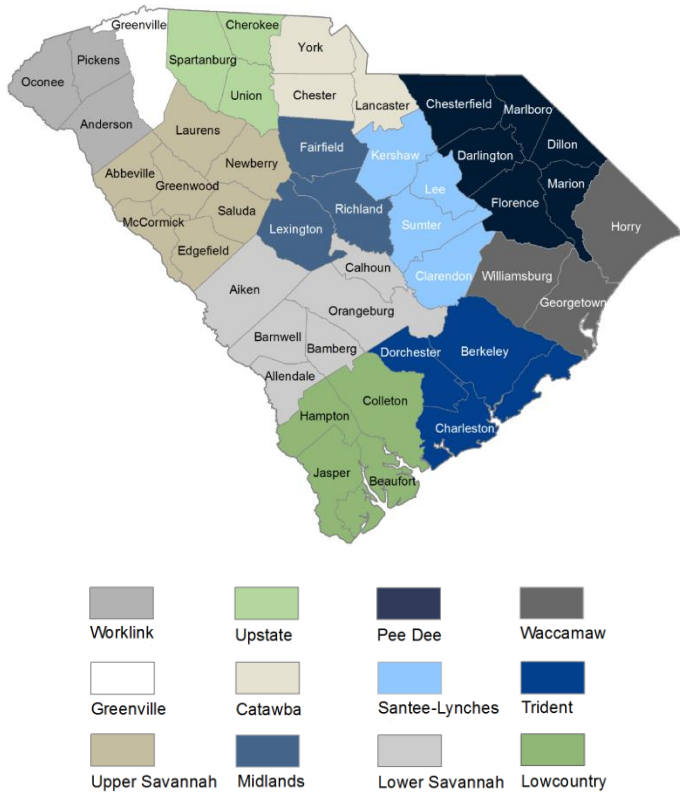 Greenville
Cherokee
York
Spartanburg
Pickens
Oconee
Union
Chester
Lancaster
Chesterfield
Marlboro
Anderson
Laurens
Fairfield
Kershaw
Dillon
Darlington
Newberry
Abbeville
Greenwood
Lee
Marion
Florence
Richland
Saluda
McCormick
Lexington
Sumter
Horry
Edgefield
Calhoun
Clarendon
Williamsburg
Aiken
Georgetown
Orangeburg
Barnwell
Bamberg
Dorchester
Berkeley
Allendale
Colleton
Hampton
Charleston
Jasper
Beaufort
Worklink
Upstate
Pee Dee
Waccamaw
Greenville
Catawba
Santee-Lynches
Trident
Upper Savannah
Midlands
Lower Savannah
Lowcountry